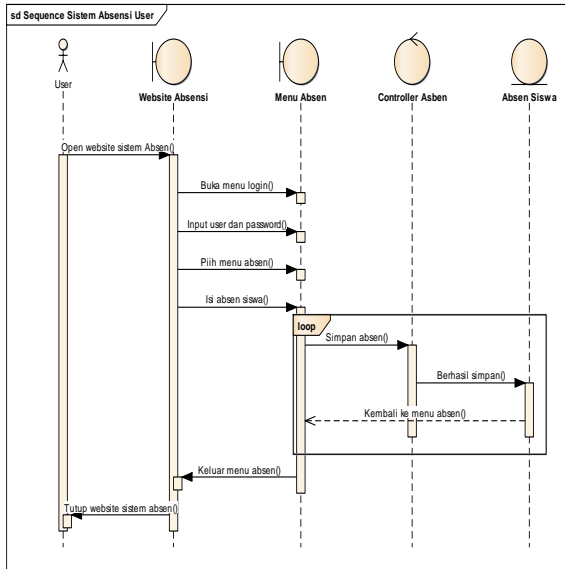 sd Sequence Sistem Absensi User
User
Website Absensi
Menu Absen
Controller Asben
Absen Siswa
Open website sistem Absen()
Buka menu login()
Input user dan password()
Piih menu absen()
Isi absen siswa()
loop
Simpan absen()
Berhasil simpan()
Kembali ke menu absen()
Keluar menu absen()
Tutup website sistem absen()